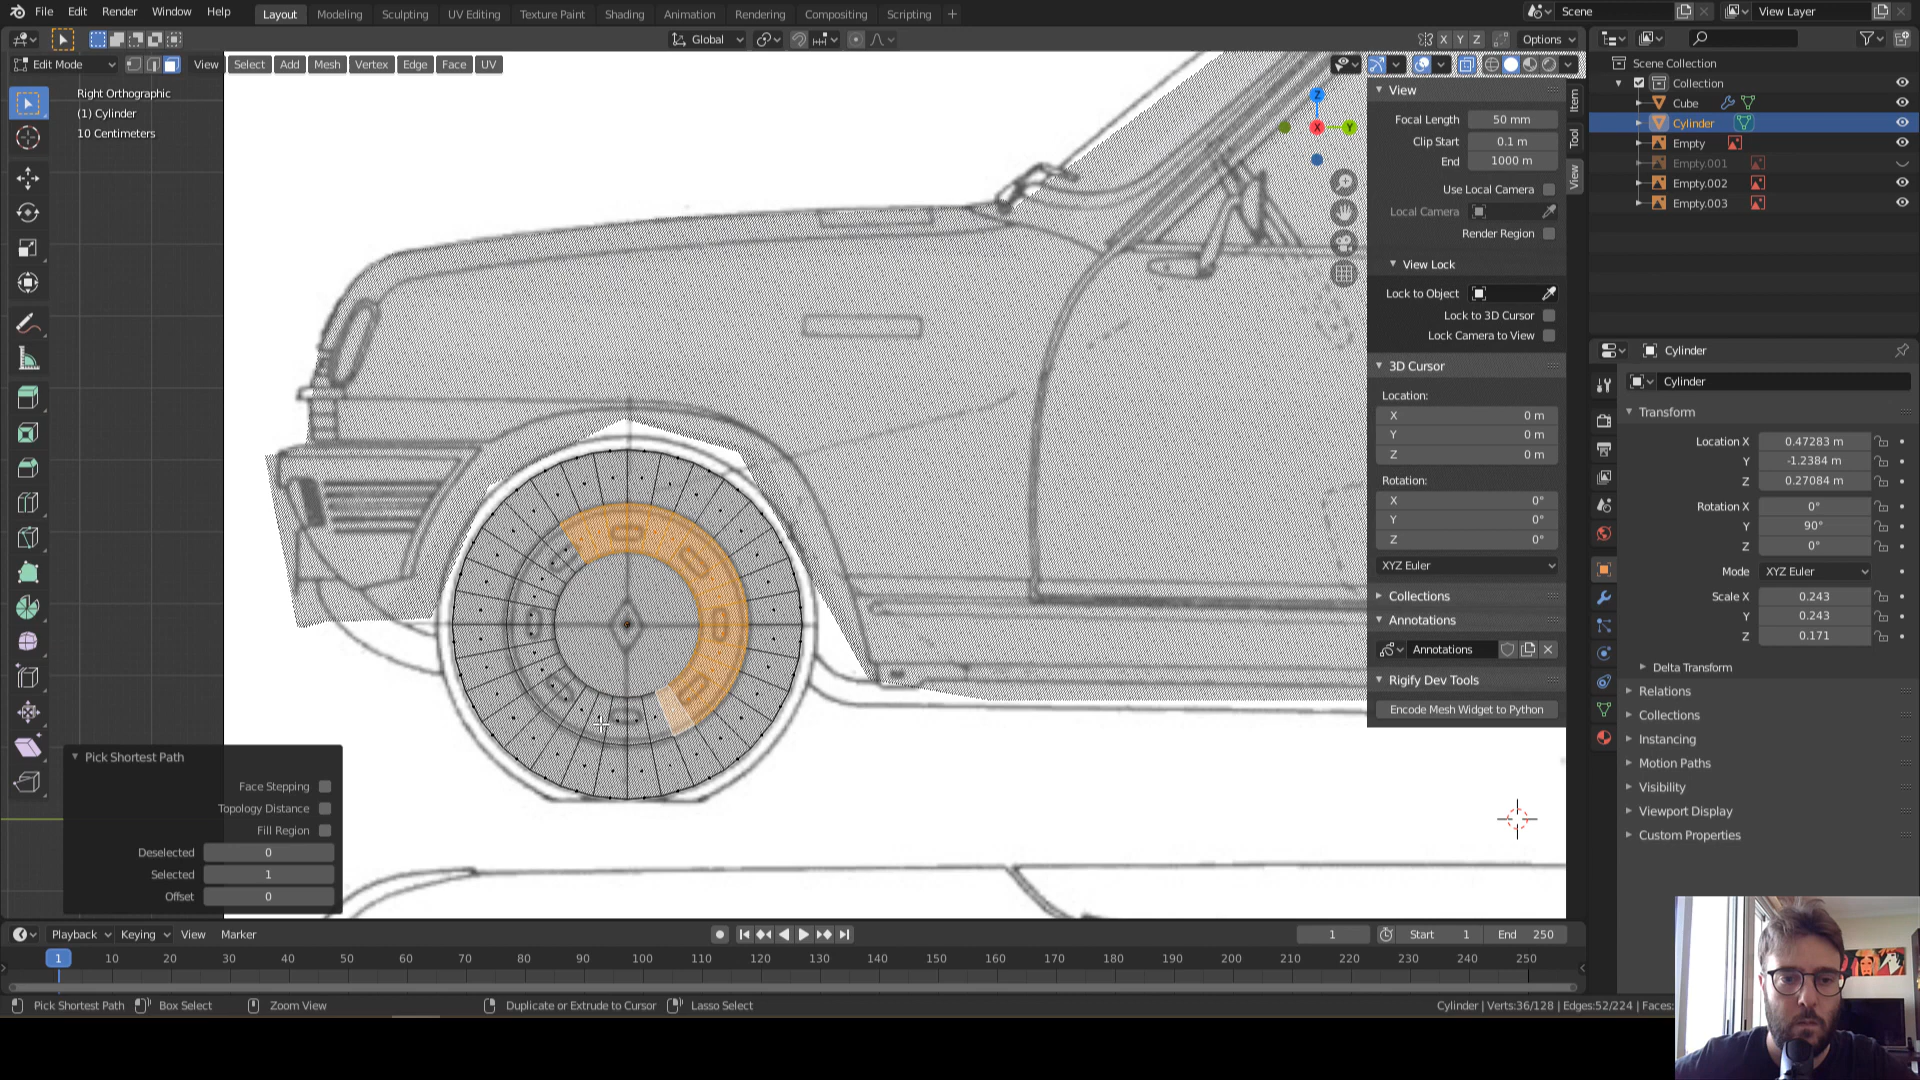 File Edit Render Window Help Layout Modeling Sculpting UV Editing Texture Paint Shading Animation Rendering Compositing Scripting + Scene View Layer
Global X Y Z Options
Edit Mode View Select Add Mesh Vertex Edge Face UV
Right Orthographic
(1) Cylinder
10 Centimeters
Z
X
Y
View
Focal Length 50 mm
Clip Start 0.1 m
End 1000 m
Use Local Camera
Local Camera
Render Region
View Lock
Lock to Object
Lock to 3D Cursor
Lock Camera to View
3D Cursor
Location:
X 0 m
Y 0 m
Z 0 m
Rotation:
X 0°
Y 0°
Z 0°
XYZ Euler
Collections
Annotations
Annotations
Rigify Dev Tools
Encode Mesh Widget to Python
Item
Tool
View
Scene Collection
Collection
Cube
Cylinder
Empty
Empty.001
Empty.002
Empty.003
Cylinder
Cylinder
Transform
Location X 0.47283 m
Y -1.2384 m
Z 0.27084 m
Rotation X 0°
Y 90°
Z 0°
Mode XYZ Euler
Scale X 0.243
Y 0.243
Z 0.171
Delta Transform
Relations
Collections
Instancing
Motion Paths
Visibility
Viewport Display
Custom Properties
Pick Shortest Path
Face Stepping
Topology Distance
Fill Region
Deselected 0
Selected 1
Offset 0
Playback Keying View Marker 1 Start 1 End 250
1 10 20 30 40 50 60 70 80 90 100 110 120 130 140 150 160 170 180 190 200 210 220 230 240 250
Pick Shortest Path Box Select Zoom View Duplicate or Extrude to Cursor Lasso Select Cylinder | Verts:36/128 | Edges:52/224 | Faces: